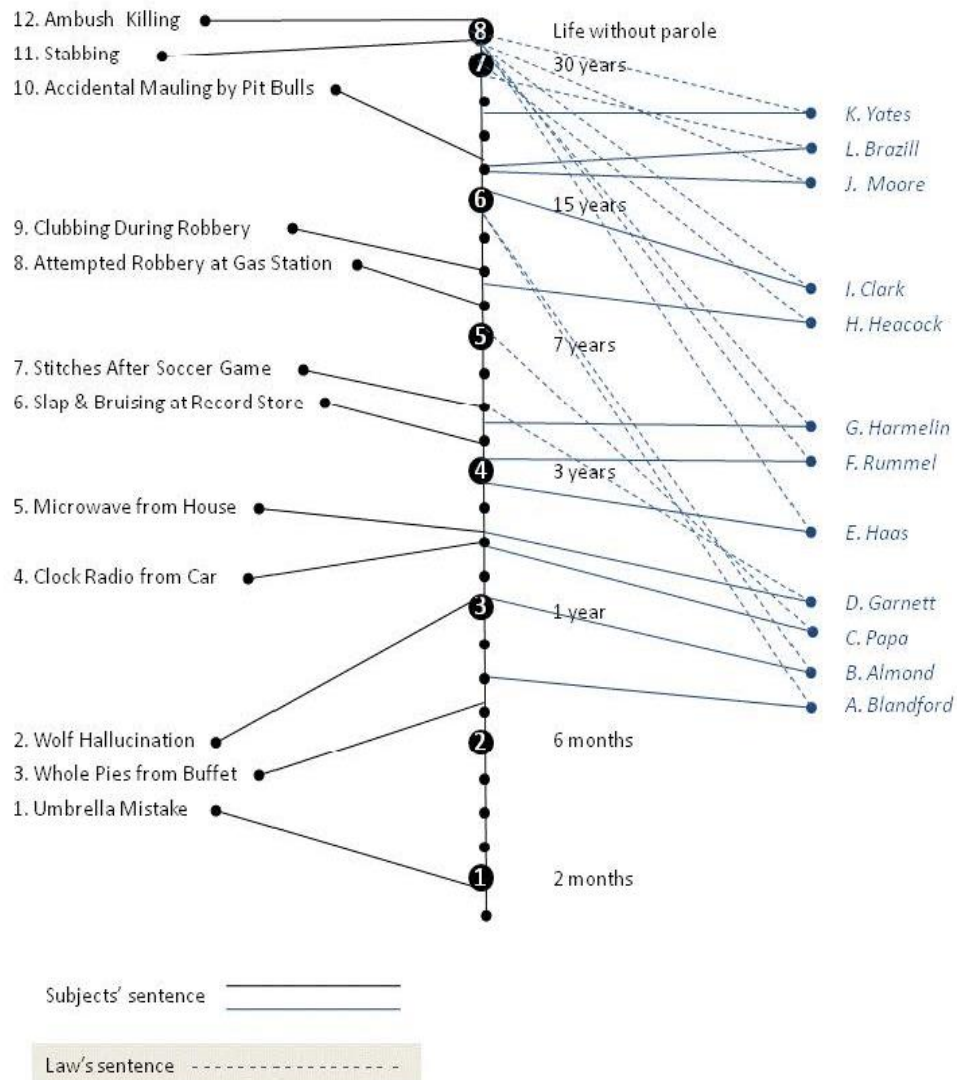 12. Ambush Killing
8
Life without parole
11. Stabbing
7
30 years
10. Accidental Mauling by Pit Bulls
K. Yates
L. Brazill
J. Moore
6
15 years
9. Clubbing During Robbery
8. Attempted Robbery at Gas Station
I. Clark
H. Heacock
5
7 years
7. Stitches After Soccer Game
6. Slap & Bruising at Record Store
G. Harmelin
F. Rummel
4
3 years
5. Microwave from House
E. Haas
4. Clock Radio from Car
D. Garnett
3
1 year
C. Papa
B. Almond
A. Blandford
2. Wolf Hallucination
2
6 months
3. Whole Pies from Buffet
1. Umbrella Mistake
1
2 months
Subjects' sentence
Law's sentence